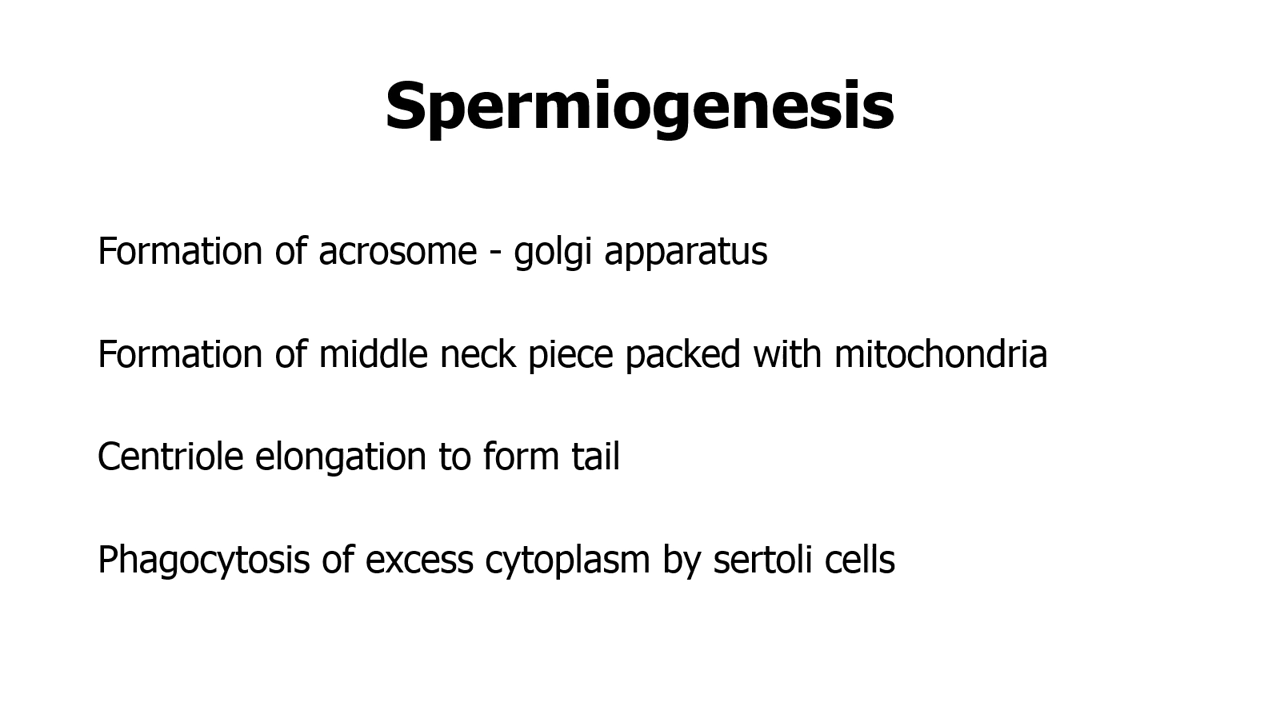 Spermiogenesis
Formation of acrosome - golgi apparatus
Formation of middle neck piece packed with mitochondria
Centriole elongation to form tail
Phagocytosis of excess cytoplasm by sertoli cells